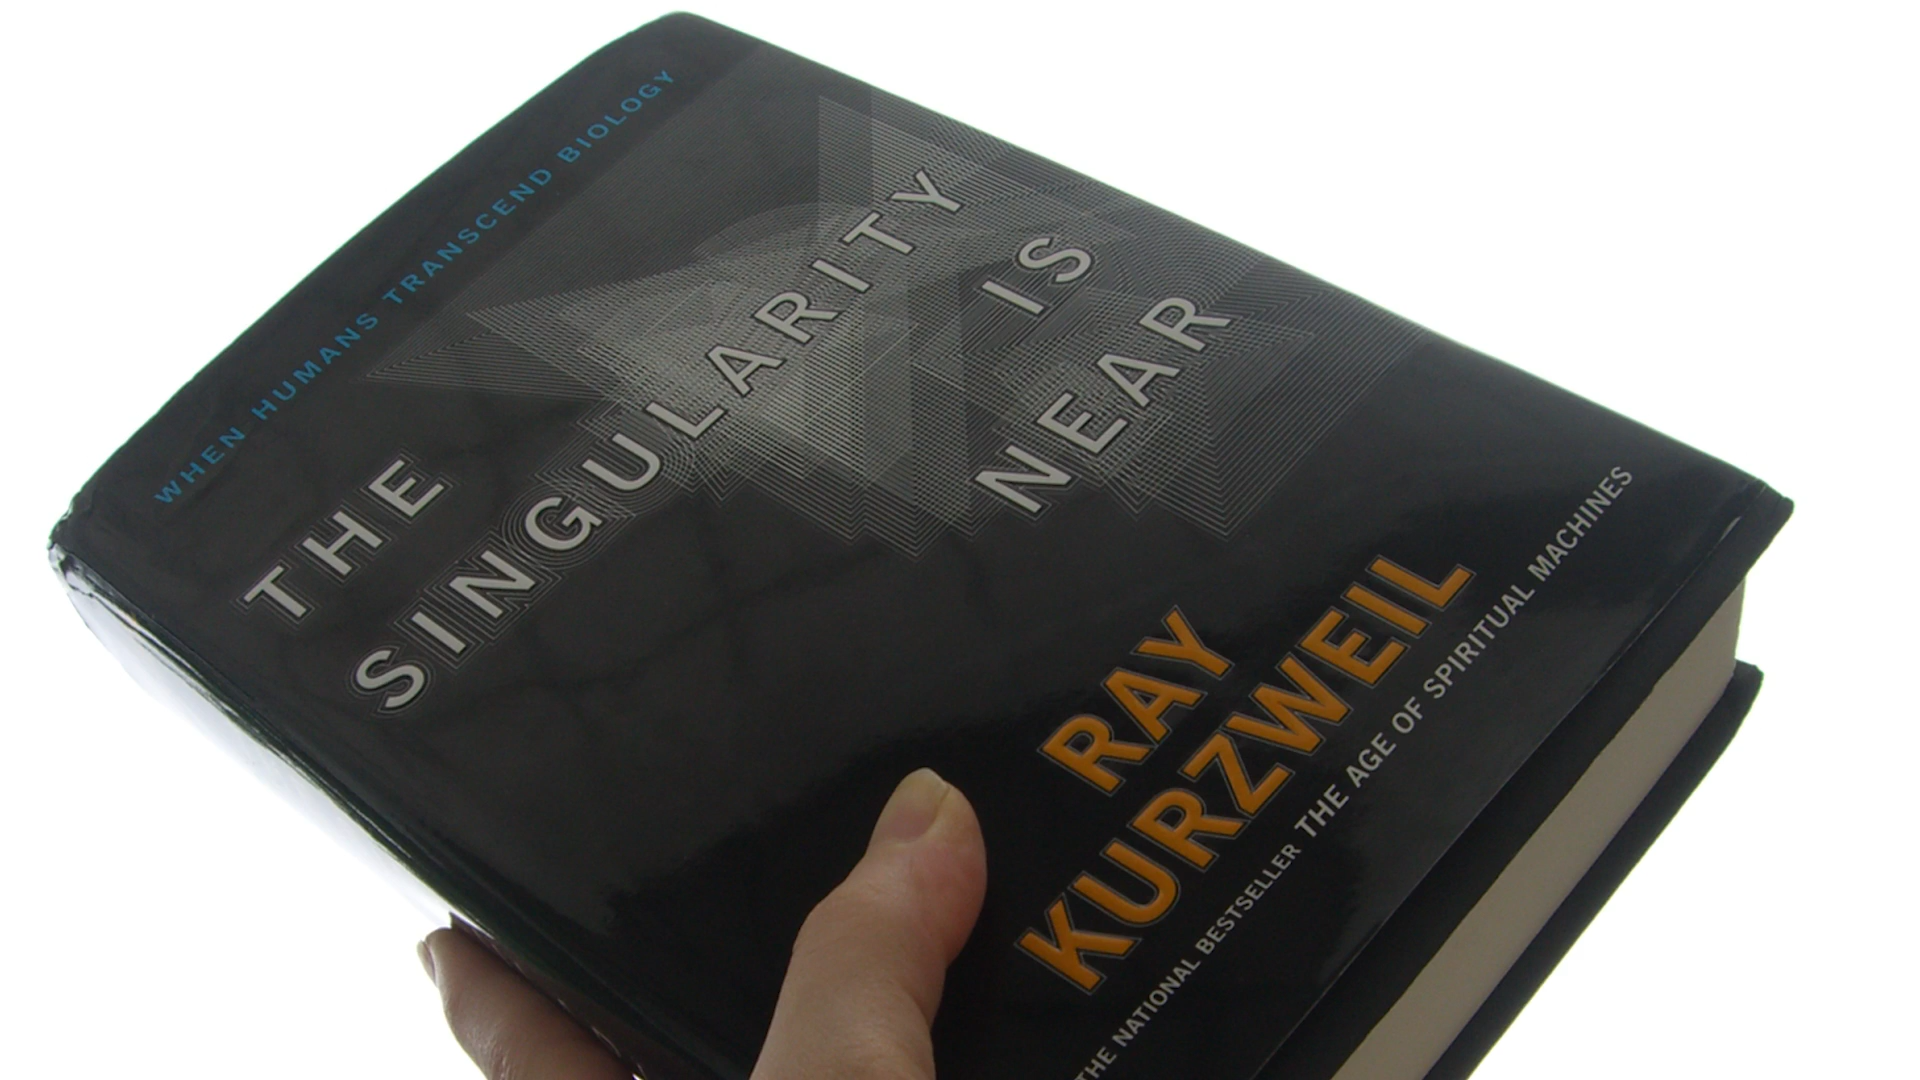 WHEN HUMANS TRANSCEND BIOLOGY
THE
SINGULARITY
IS
NEAR
RAY
KURZWEIL
THE NATIONAL BESTSELLER THE AGE OF SPIRITUAL MACHINES